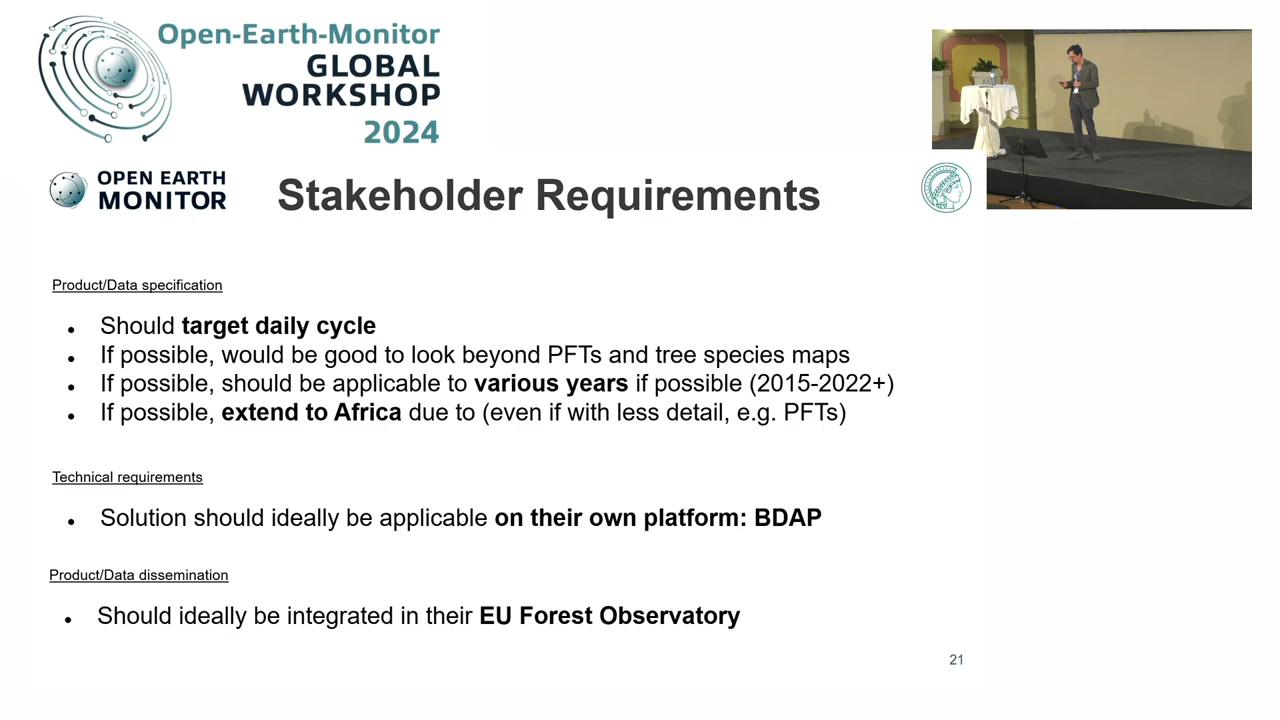 Open-Earth-Monitor
GLOBAL
WORKSHOP
2024
OPEN EARTH
MONITOR
Stakeholder Requirements
Product/Data specification
Should target daily cycle
If possible, would be good to look beyond PFTs and tree species maps
If possible, should be applicable to various years if possible (2015-2022+)
If possible, extend to Africa due to (even if with less detail, e.g. PFTs)
Technical requirements
Solution should ideally be applicable on their own platform: BDAP
Product/Data dissemination
Should ideally be integrated in their EU Forest Observatory
21